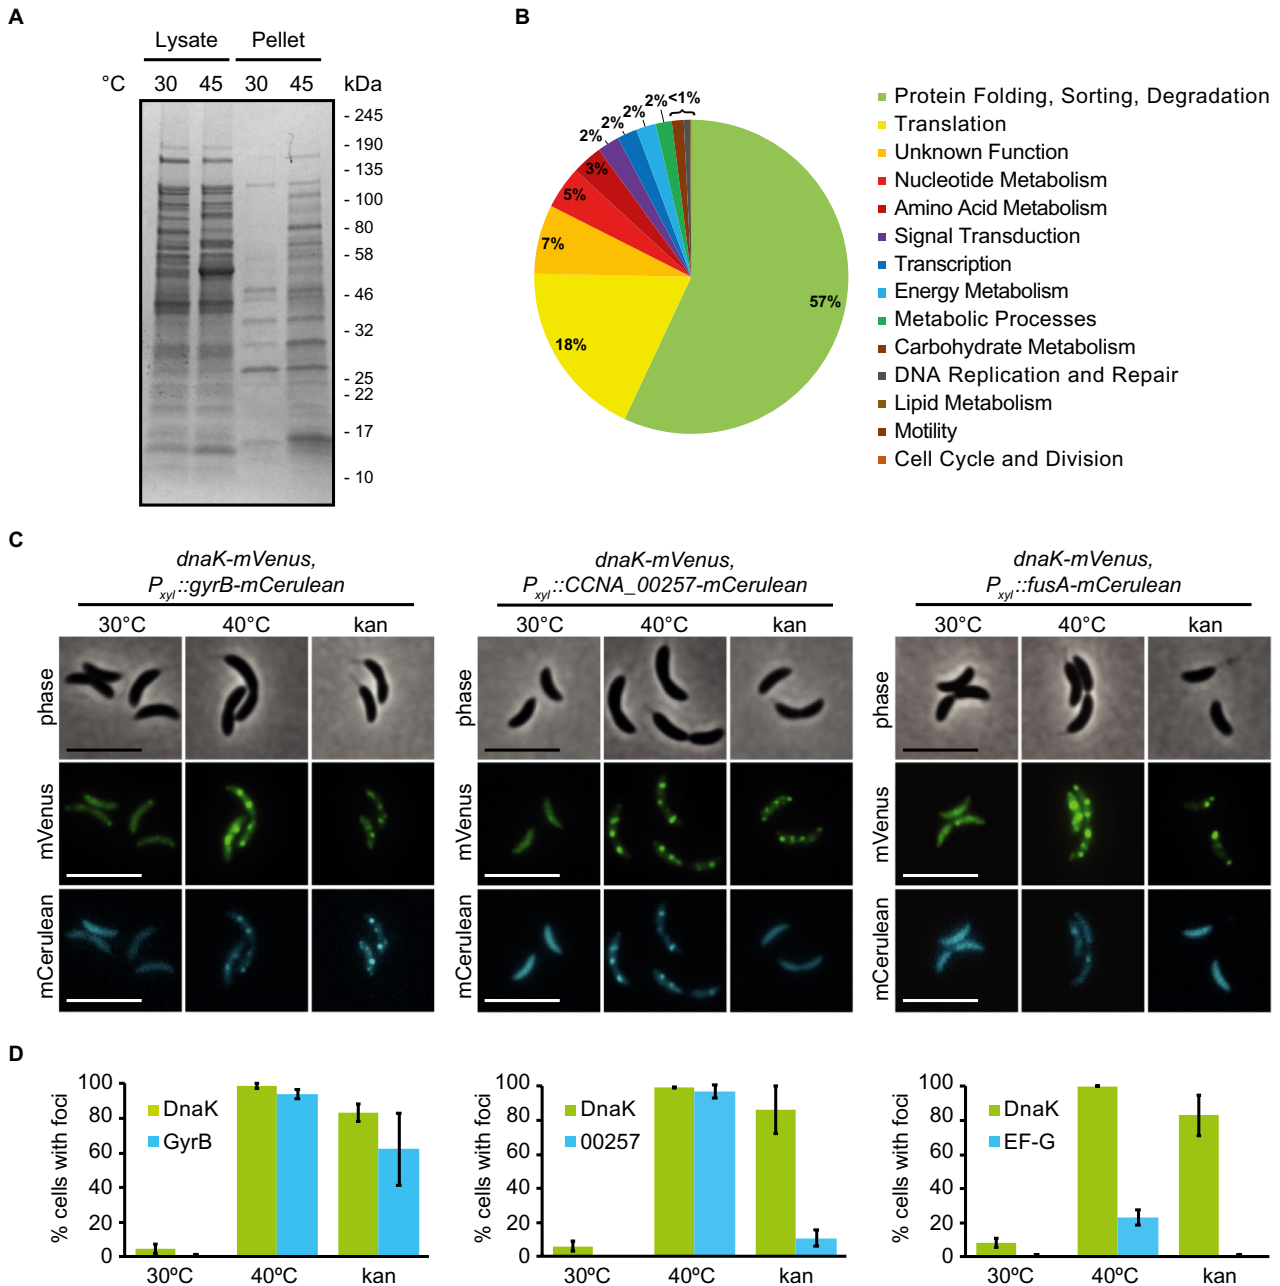 A
Lysate Pellet
°C 30 45 30 45 kDa
- 245
- 190
- 135
- 100
- 80
- 58
- 46
- 32
- 25
- 22
- 17
- 10
B
2% 2% 2% 2% <1%
3%
5%
7%
18%
57%
Protein Folding, Sorting, Degradation
Translation
Unknown Function
Nucleotide Metabolism
Amino Acid Metabolism
Signal Transduction
Transcription
Energy Metabolism
Metabolic Processes
Carbohydrate Metabolism
DNA Replication and Repair
Lipid Metabolism
Motility
Cell Cycle and Division
C
dnaK-mVenus,
Pxyl::gyrB-mCerulean
30°C 40°C kan
phase
mVenus
mCerulean
dnaK-mVenus,
Pxyl::CCNA_00257-mCerulean
30°C 40°C kan
phase
mVenus
mCerulean
dnaK-mVenus,
Pxyl::fusA-mCerulean
30°C 40°C kan
phase
mVenus
mCerulean
D
% cells with foci
100
80
60
40
20
0
DnaK
GyrB
30ºC 40ºC kan
% cells with foci
100
80
60
40
20
0
DnaK
00257
30ºC 40ºC kan
% cells with foci
100
80
60
40
20
0
DnaK
EF-G
30ºC 40ºC kan